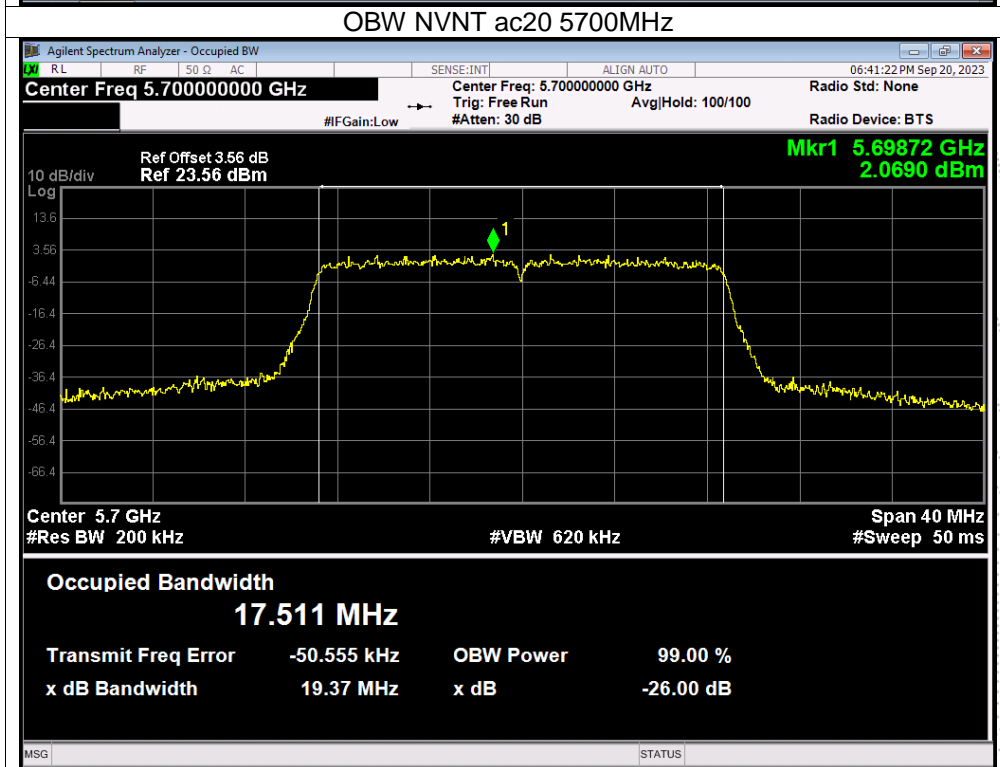 OBW NVNT ac20 5700MHz
Agilent Spectrum Analyzer - Occupied BW
LXI RL RF 50 Ω AC SENSE:INT ALIGN AUTO 06:41:22 PM Sep 20, 2023
Center Freq 5.700000000 GHz Center Freq: 5.700000000 GHz Radio Std: None
Trig: Free Run Avg|Hold: 100/100
#IFGain:Low #Atten: 30 dB Radio Device: BTS
Mkr1 5.69872 GHz
2.0690 dBm
Ref Offset 3.56 dB
10 dB/div Ref 23.56 dBm
Log
13.6
1
3.56
-6.44
-16.4
-26.4
-36.4
-46.4
-56.4
-66.4
Center 5.7 GHz Span 40 MHz
#Res BW 200 kHz #VBW 620 kHz #Sweep 50 ms
Occupied Bandwidth
17.511 MHz
Transmit Freq Error -50.555 kHz OBW Power 99.00 %
x dB Bandwidth 19.37 MHz x dB -26.00 dB
MSG STATUS